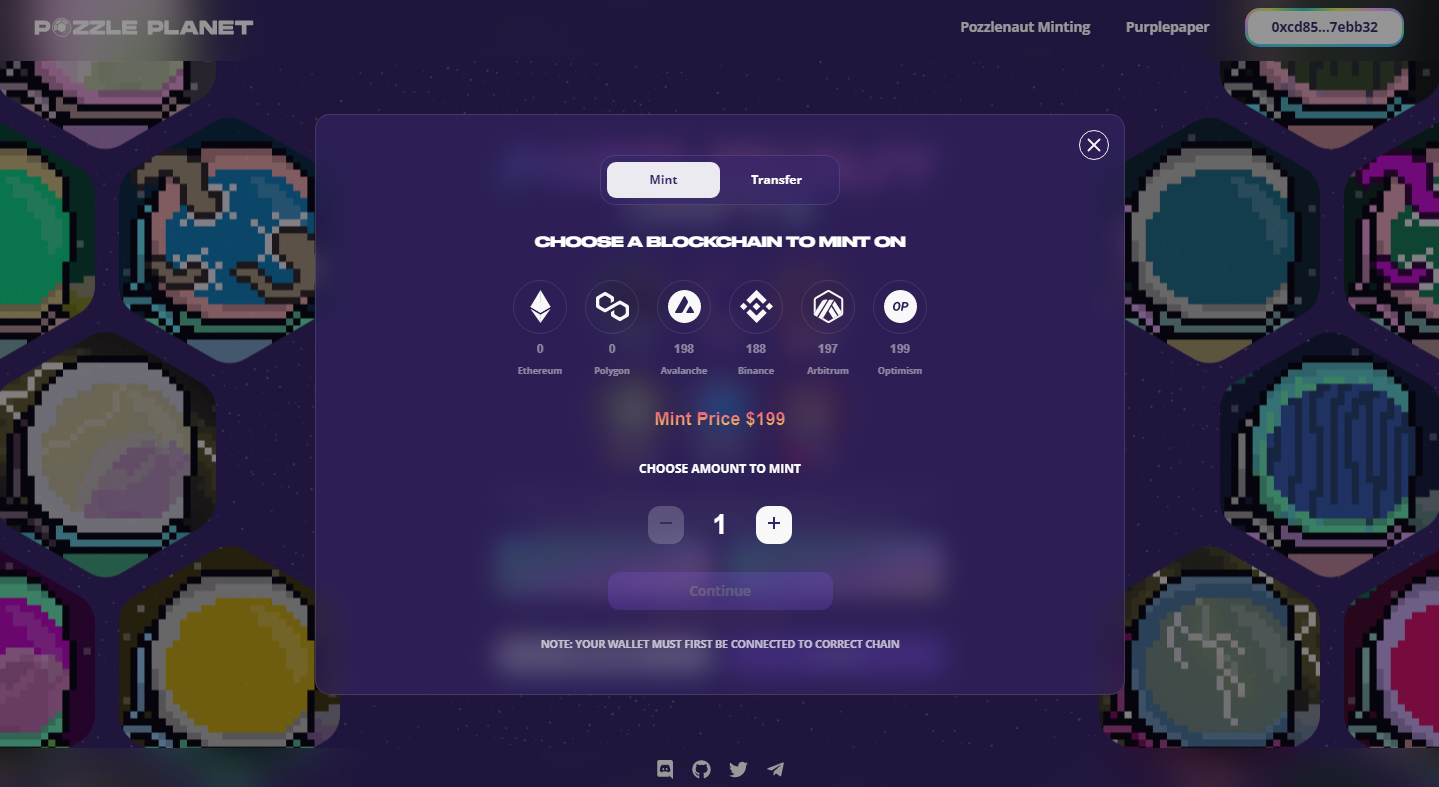 POZZLE PLANET
Pozzlenaut Minting
Purplepaper
0xcd85...7ebb32
Mint
Transfer
CHOOSE A BLOCKCHAIN TO MINT ON
OP
0 0 198 188 197 199
Ethereum Polygon Avalanche Binance Arbitrum Optimism
Mint Price $199
CHOOSE AMOUNT TO MINT
− 1 +
Continue
NOTE: YOUR WALLET MUST FIRST BE CONNECTED TO CORRECT CHAIN